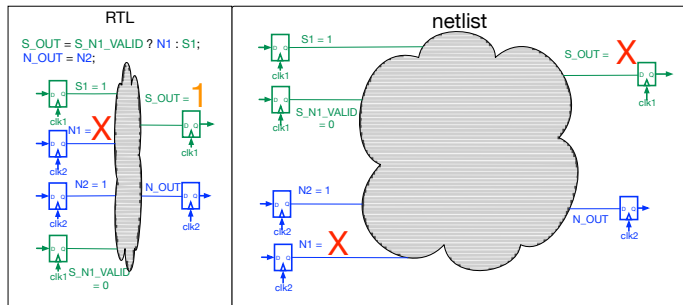 RTL
S_OUT = S_N1_VALID ? N1 : S1;
N_OUT = N2;
S1 = 1
D Q
clk1
S_OUT = 1
D Q
clk1
N1 = X
D Q
clk2
N2 = 1
D Q
clk2
N_OUT
D Q
clk2
D Q
clk1
S_N1_VALID
= 0
netlist
S1 = 1
D Q
clk1
S_OUT = X
D Q
clk1
D Q
clk1
S_N1_VALID
= 0
N2 = 1
D Q
clk2
N_OUT
D Q
clk2
N1 = X
D Q
clk2